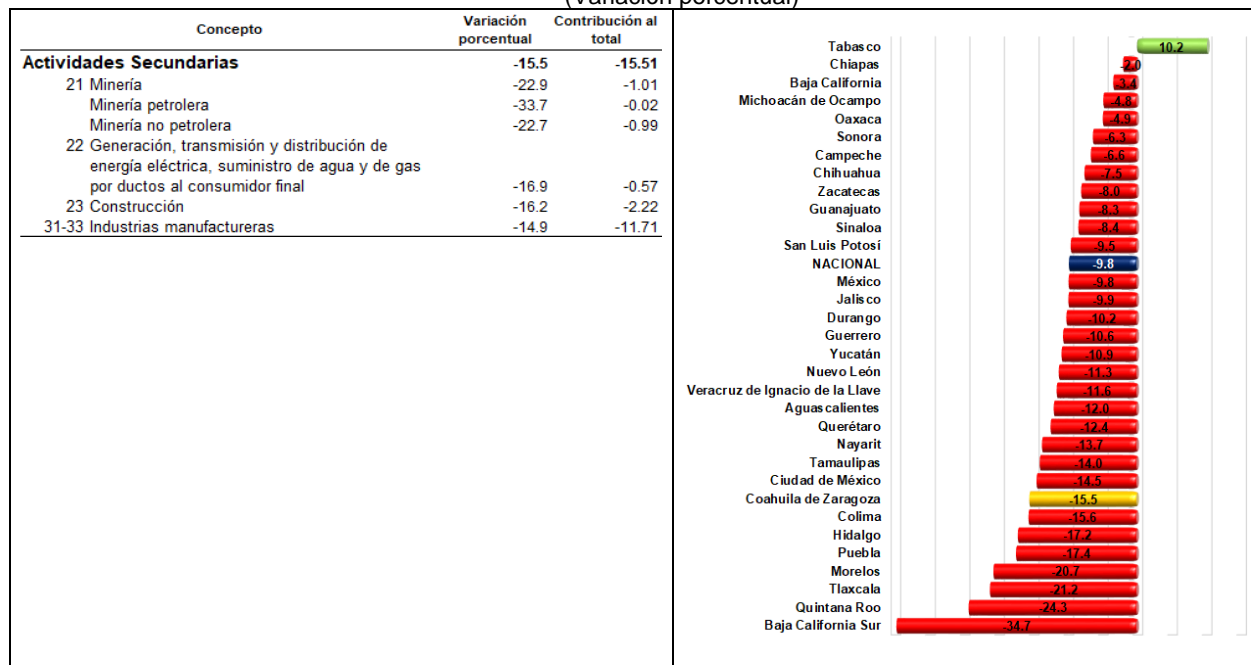 (Variación porcentual)
Concepto
Variación porcentual
Contribución al total
Actividades Secundarias -15.5 -15.51
21 Minería -22.9 -1.01
Minería petrolera -33.7 -0.02
Minería no petrolera -22.7 -0.99
22 Generación, transmisión y distribución de
energía eléctrica, suministro de agua y de gas
por ductos al consumidor final -16.9 -0.57
23 Construcción -16.2 -2.22
31-33 Industrias manufactureras -14.9 -11.71
Tabasco 10.2
Chiapas -2.0
Baja California -3.4
Michoacán de Ocampo -4.8
Oaxaca -4.9
Sonora -6.3
Campeche -6.6
Chihuahua -7.5
Zacatecas -8.0
Guanajuato -8.3
Sinaloa -8.4
San Luis Potosí -9.5
NACIONAL -9.8
México -9.8
Jalisco -9.9
Durango -10.2
Guerrero -10.6
Yucatán -10.9
Nuevo León -11.3
Veracruz de Ignacio de la Llave -11.6
Aguascalientes -12.0
Querétaro -12.4
Nayarit -13.7
Tamaulipas -14.0
Ciudad de México -14.5
Coahuila de Zaragoza -15.5
Colima -15.6
Hidalgo -17.2
Puebla -17.4
Morelos -20.7
Tlaxcala -21.2
Quintana Roo -24.3
Baja California Sur -34.7